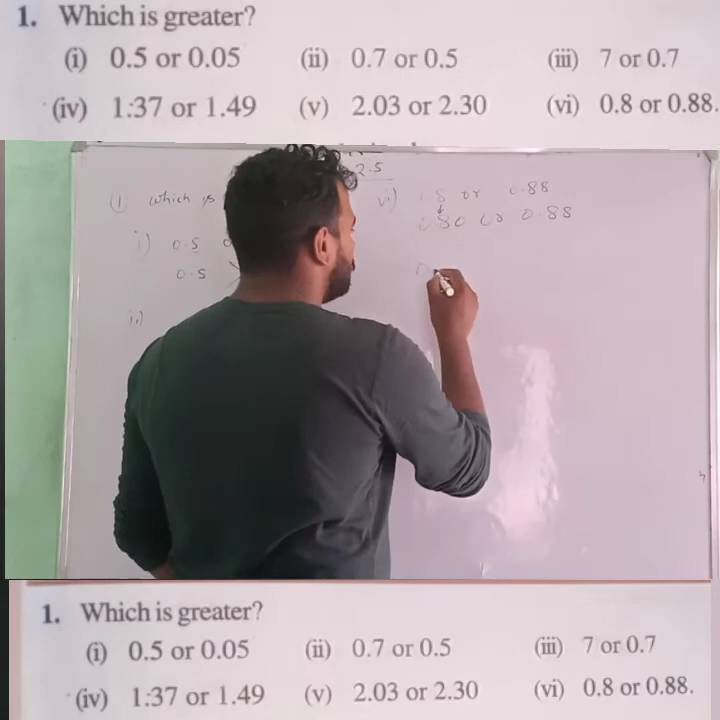 1. Which is greater?
(i) 0.5 or 0.05 (ii) 0.7 or 0.5 (iii) 7 or 0.7
(iv) 1:37 or 1.49 (v) 2.03 or 2.30 (vi) 0.8 or 0.88.
2.5
① which is
vi) 0.8 or 0.88
0.80 or 0.88
i) 0.5
0.5
ii)
1. Which is greater?
(i) 0.5 or 0.05 (ii) 0.7 or 0.5 (iii) 7 or 0.7
(iv) 1:37 or 1.49 (v) 2.03 or 2.30 (vi) 0.8 or 0.88.